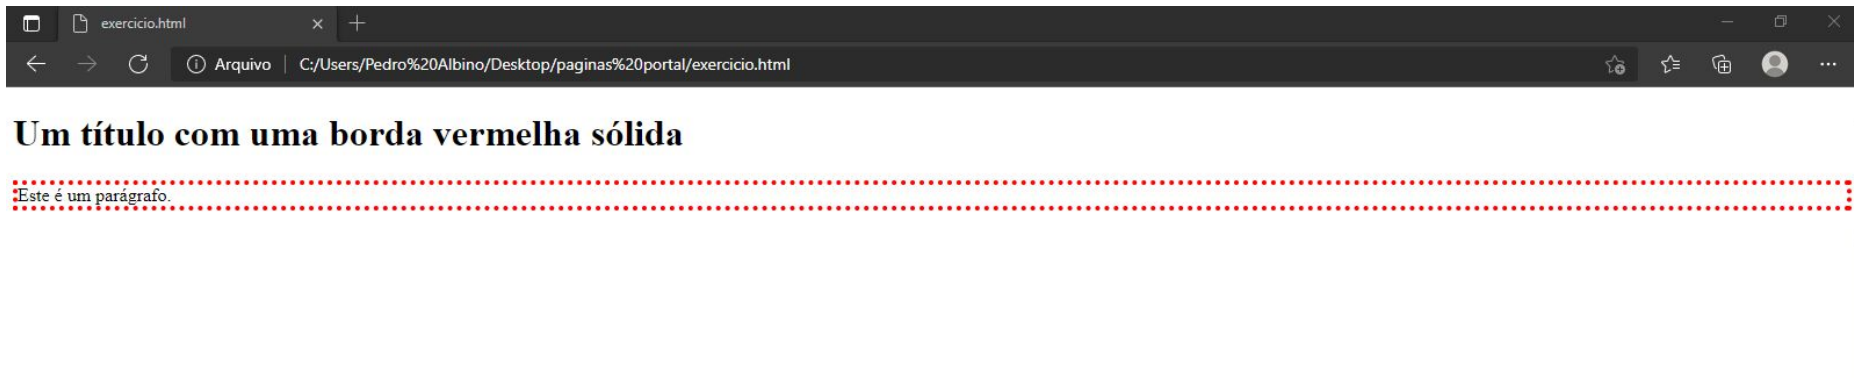 exercicio.html
Arquivo C:/Users/Pedro%20Albino/Desktop/paginas%20portal/exercicio.html
Um título com uma borda vermelha sólida
Este é um parágrafo.